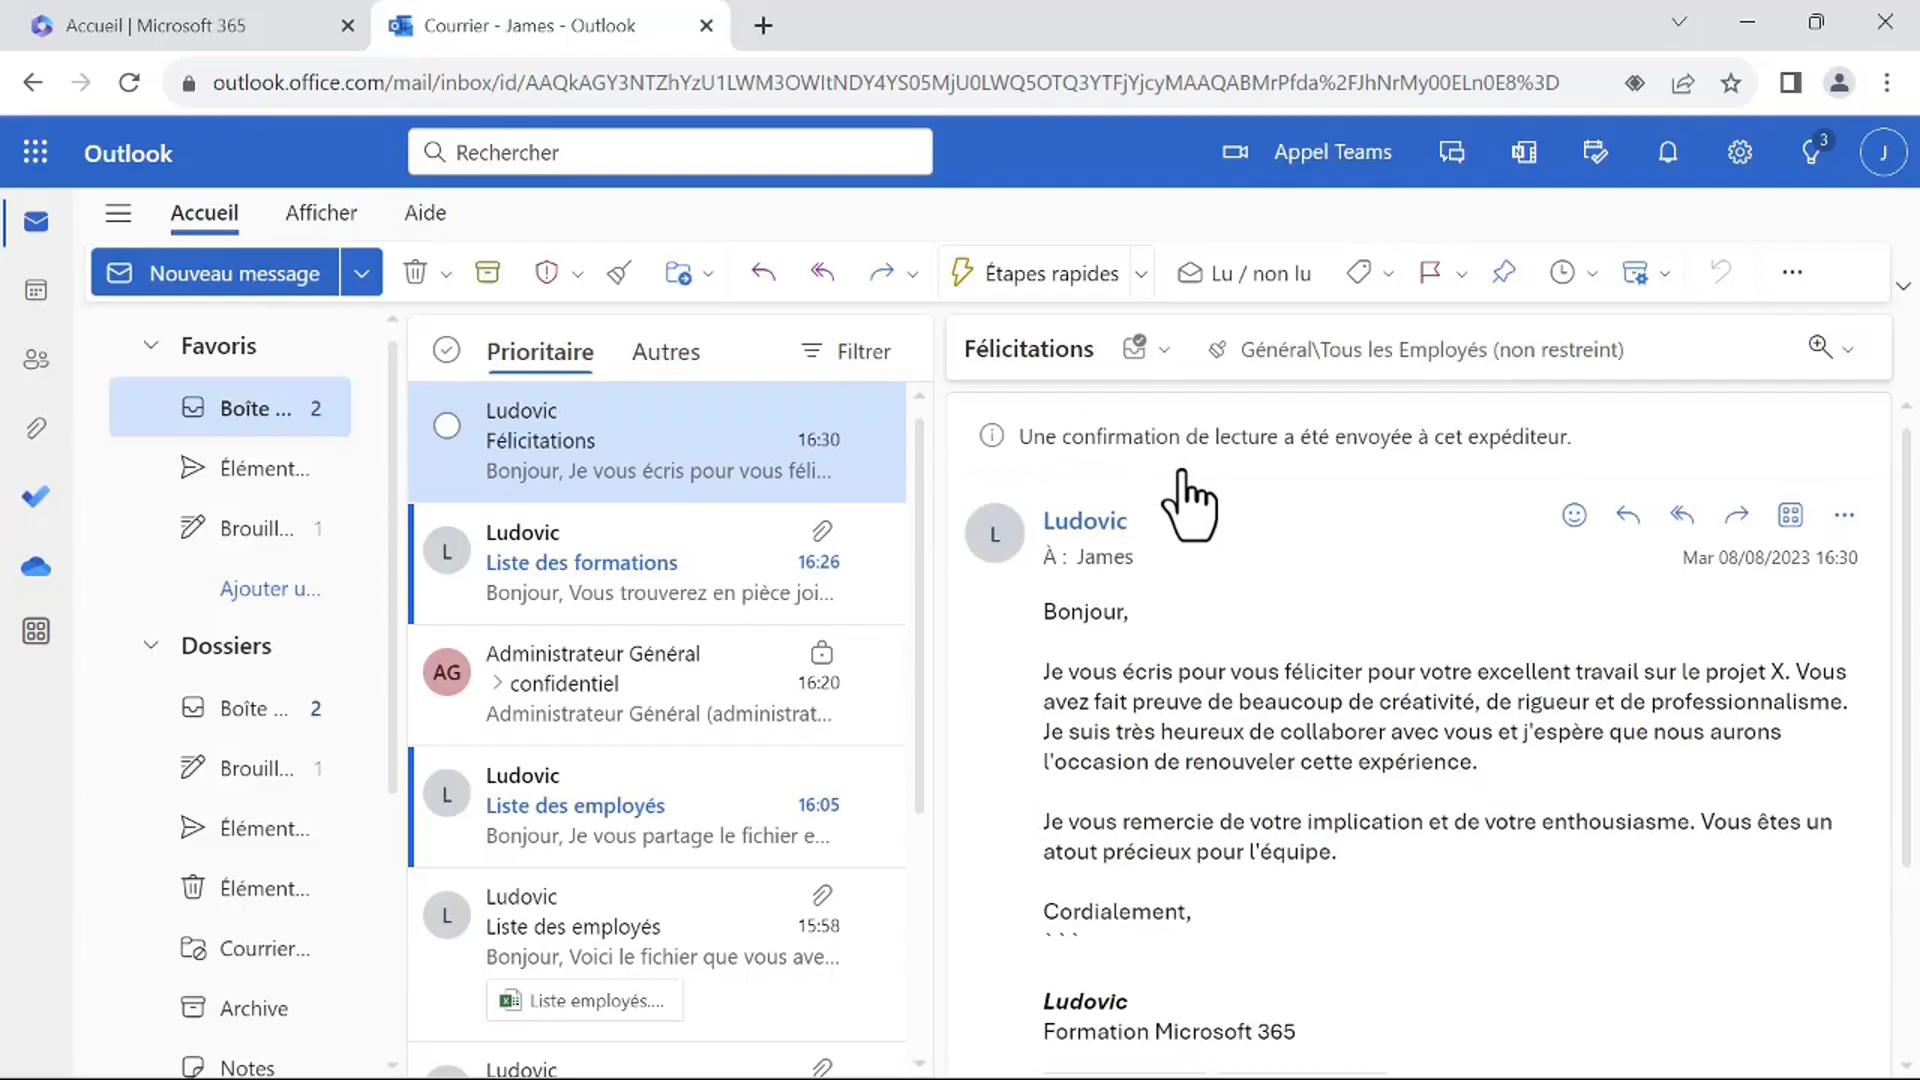 Accueil | Microsoft 365
Courrier - James - Outlook
outlook.office.com/mail/inbox/id/AAQkAGY3NTZhYzU1LWM3OWItNDY4YS05MjU0LWQ5OTQ3YTFjYjcyMAAQABMrPfda%2FJhNrMy00ELn0E8%3D
Outlook
Rechercher
Appel Teams
3
J
Accueil
Afficher
Aide
Nouveau message
Étapes rapides
Lu / non lu
Favoris
Boîte ... 2
Élément...
Brouill... 1
Ajouter u...
Dossiers
Boîte ... 2
Brouill... 1
Élément...
Élément...
Courrier...
Archive
Notes
Prioritaire
Autres
Filtrer
Ludovic
Félicitations 16:30
Bonjour, Je vous écris pour vous féli...
L
Ludovic
Liste des formations 16:26
Bonjour, Vous trouverez en pièce joi...
AG
Administrateur Général
confidentiel 16:20
Administrateur Général (administrat...
L
Ludovic
Liste des employés 16:05
Bonjour, Je vous partage le fichier e...
L
Ludovic
Liste des employés 15:58
Bonjour, Voici le fichier que vous ave...
Liste employés....
Ludovic
Félicitations
Général\Tous les Employés (non restreint)
Une confirmation de lecture a été envoyée à cet expéditeur.
L
Ludovic
À : James
Mar 08/08/2023 16:30
Bonjour,
Je vous écris pour vous féliciter pour votre excellent travail sur le projet X. Vous
avez fait preuve de beaucoup de créativité, de rigueur et de professionnalisme.
Je suis très heureux de collaborer avec vous et j'espère que nous aurons
l'occasion de renouveler cette expérience.
Je vous remercie de votre implication et de votre enthousiasme. Vous êtes un
atout précieux pour l'équipe.
Cordialement,
```
Ludovic
Formation Microsoft 365